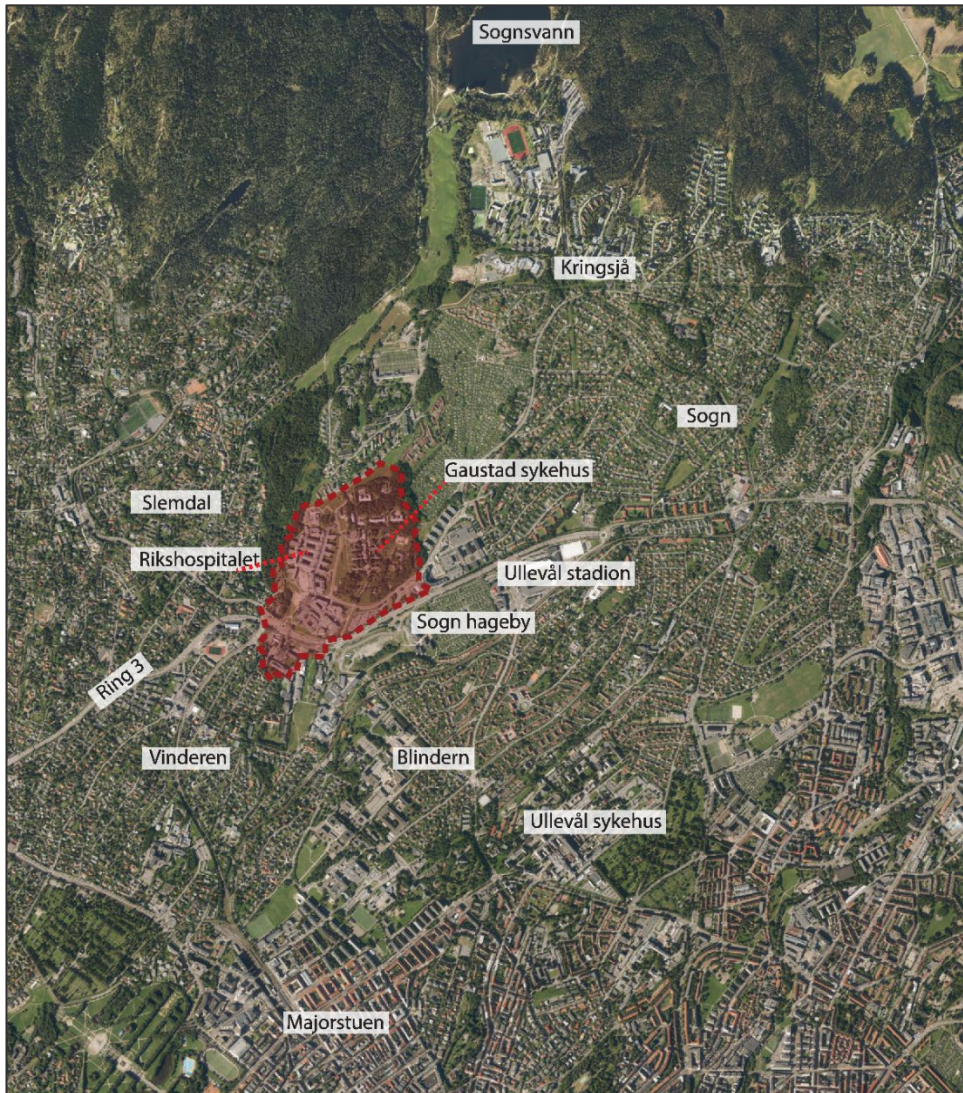 Sognsvann
Kringsjå
Sogn
Gaustad sykehus
Slemdal
Rikshospitalet
Ullevål stadion
Sogn hageby
Ring 3
Vinderen
Blindern
Ullevål sykehus
Majorstuen